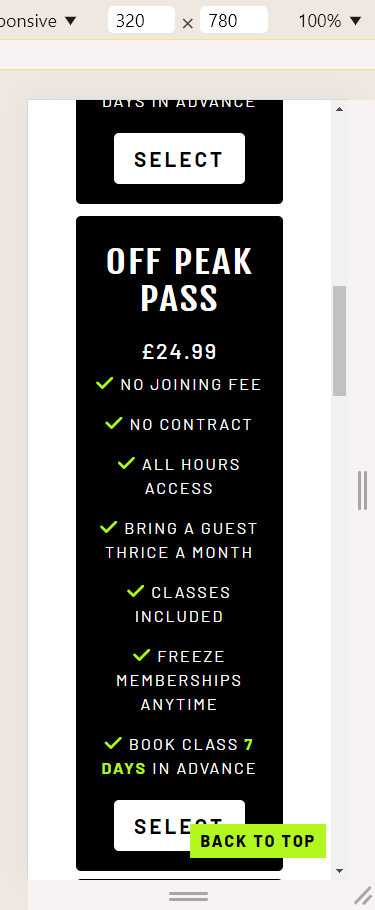 ponsive ▼ 320 × 780 100% ▼
DAYS IN ADVANCE
SELECT
OFF PEAK
PASS
£24.99
NO JOINING FEE
NO CONTRACT
ALL HOURS
ACCESS
BRING A GUEST
THRICE A MONTH
CLASSES
INCLUDED
FREEZE
MEMBERSHIPS
ANYTIME
BOOK CLASS 7
DAYS IN ADVANCE
SELECT
BACK TO TOP